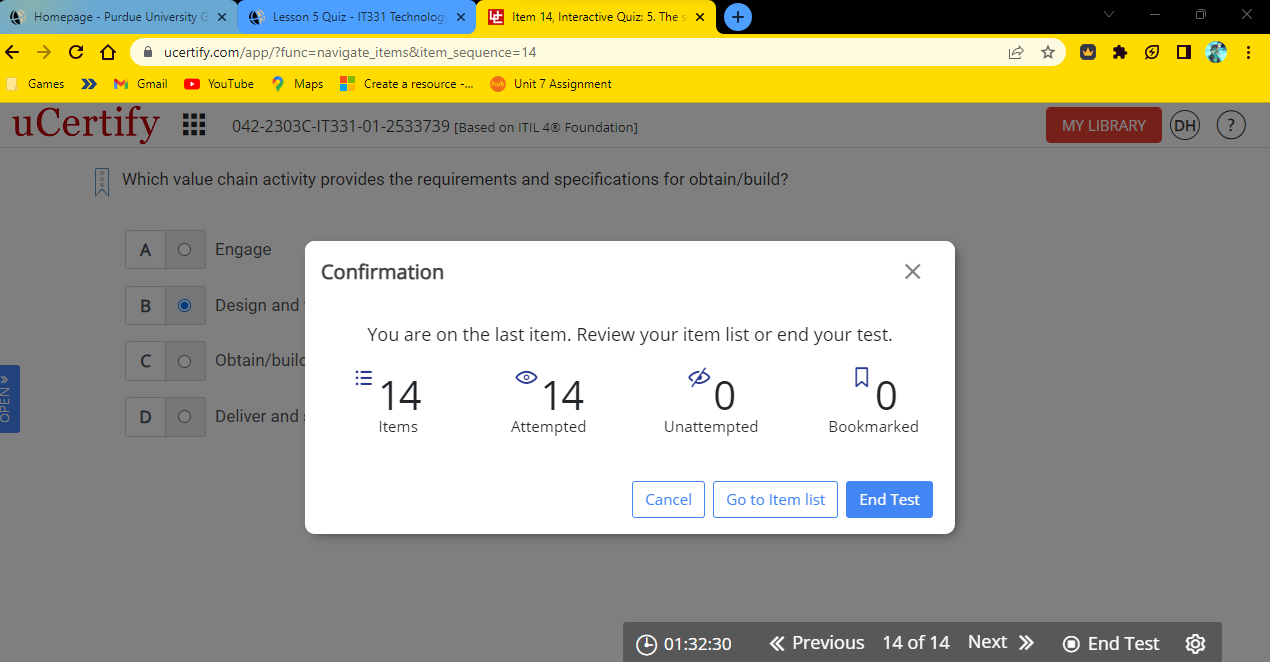 Homepage - Purdue University G
Lesson 5 Quiz - IT331 Technology
Item 14, Interactive Quiz: 5. The s
ucertify.com/app/?func=navigate_items&item_sequence=14
Games
Gmail
YouTube
Maps
Create a resource -...
Unit 7 Assignment
uCertify
042-2303C-IT331-01-2533739 [Based on ITIL 4® Foundation]
MY LIBRARY
DH
?
Which value chain activity provides the requirements and specifications for obtain/build?
A Engage
B Design and
C Obtain/build
D Deliver and
OPEN »
Confirmation
You are on the last item. Review your item list or end your test.
14 14 0 0
Items Attempted Unattempted Bookmarked
Cancel Go to Item list End Test
01:32:30 Previous 14 of 14 Next End Test